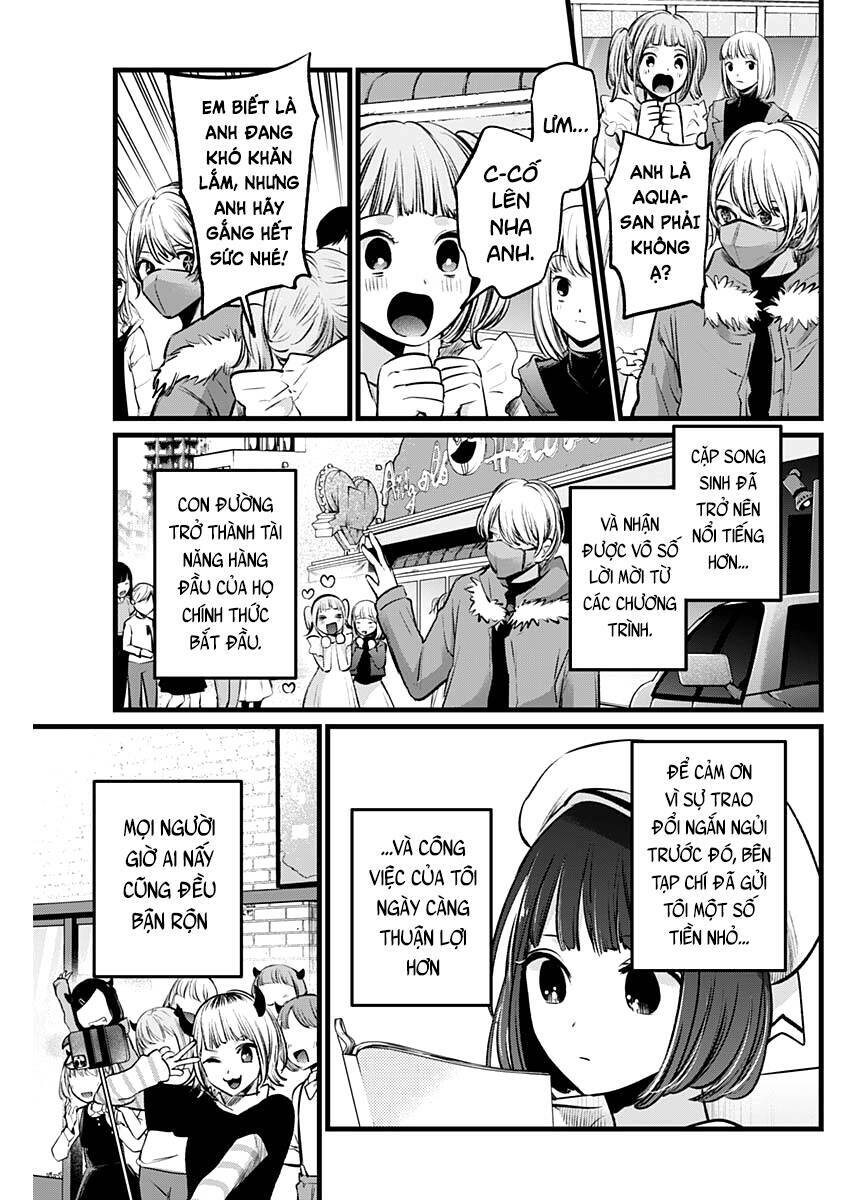 ANH LÀ
AQUA-
SAN PHẢI
KHÔNG
Ạ?
ƯM...
C-CỐ
LÊN
NHA
ANH.
EM BIẾT LÀ
ANH ĐANG
KHÓ KHĂN
LẮM, NHƯNG
ANH HÃY
GẮNG HẾT
SỨC NHÉ!
CẶP SONG
SINH ĐÃ
TRỞ NÊN
NỔI TIẾNG
HƠN...
VÀ NHẬN
ĐƯỢC VÔ SỐ
LỜI MỜI TỪ
CÁC CHƯƠNG
TRÌNH.
CON ĐƯỜNG
TRỞ THÀNH TÀI
NĂNG HÀNG
ĐẦU CỦA HỌ
CHÍNH THỨC
BẮT ĐẦU.
ĐỂ CẢM ƠN
VÌ SỰ TRAO
ĐỔI NGẮN NGỦI
TRƯỚC ĐÓ, BÊN
TẠP CHÍ ĐÃ GỬI
TÔI MỘT SỐ
TIỀN NHỎ...
...VÀ CÔNG
VIỆC CỦA TÔI
NGÀY CÀNG
THUẬN LỢI
HƠN
MỌI NGƯỜI
GIỜ AI NẤY
CŨNG ĐỀU
BẬN RỘN